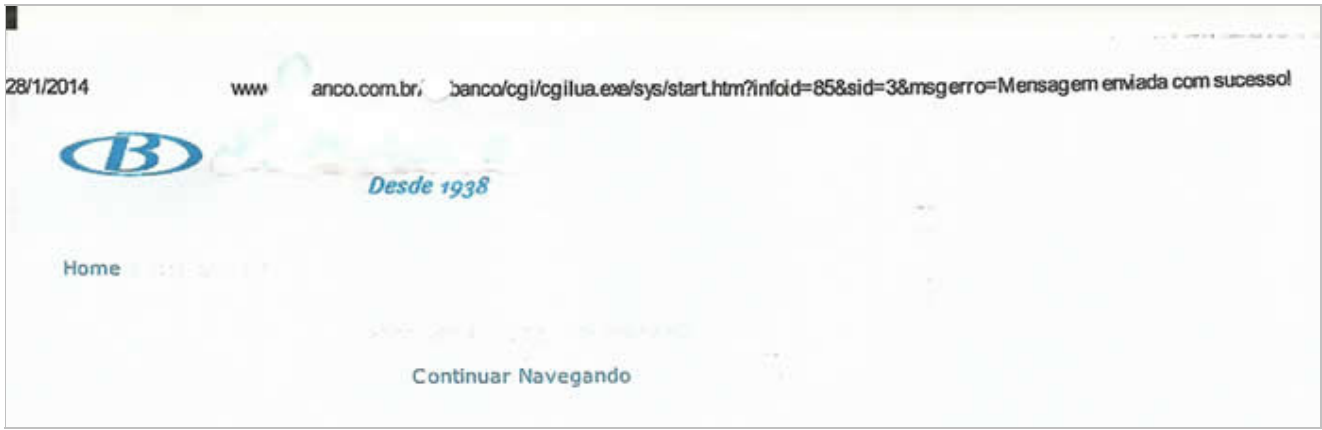 28/1/2014 www anco.com.br/ banco/cgi/cgilua.exe/sys/start.htm?infoid=85&sid=3&msgerro=Mensagem enviada com sucesso!
B
Desde 1938
Home
Continuar Navegando